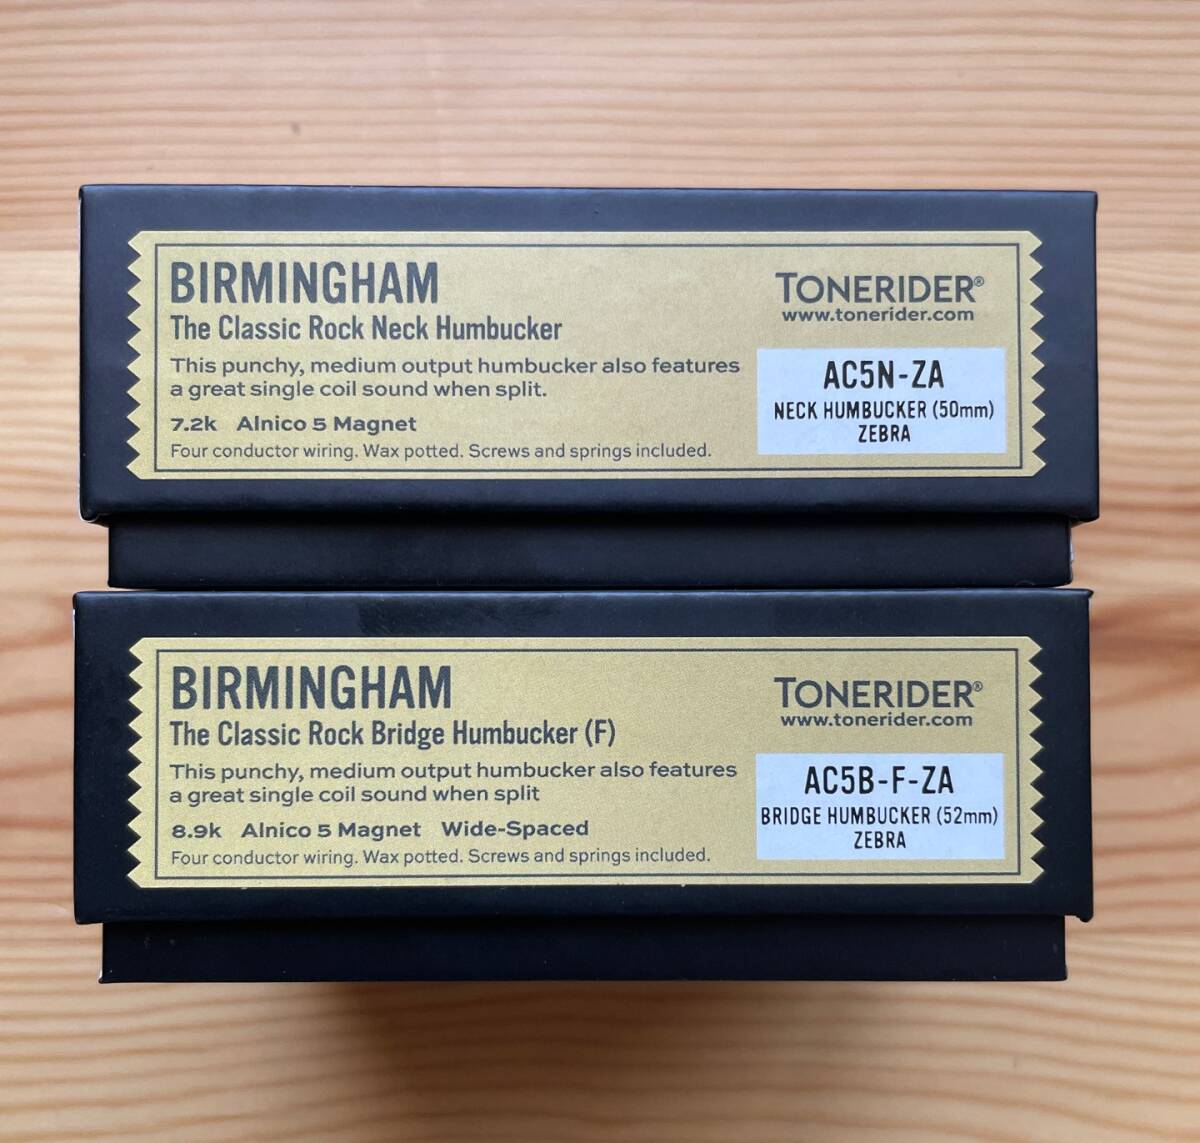 BIRMINGHAM
The Classic Rock Neck Humbucker
This punchy, medium output humbucker also features
a great single coil sound when split.
7.2k Alnico 5 Magnet
Four conductor wiring. Wax potted. Screws and springs included.
TONERIDER®
www.tonerider.com
AC5N-ZA
NECK HUMBUCKER (50mm)
ZEBRA
BIRMINGHAM
The Classic Rock Bridge Humbucker (F)
This punchy, medium output humbucker also features
a great single coil sound when split
8.9k Alnico 5 Magnet Wide-Spaced
Four conductor wiring. Wax potted. Screws and springs included.
TONERIDER®
www.tonerider.com
AC5B-F-ZA
BRIDGE HUMBUCKER (52mm)
ZEBRA